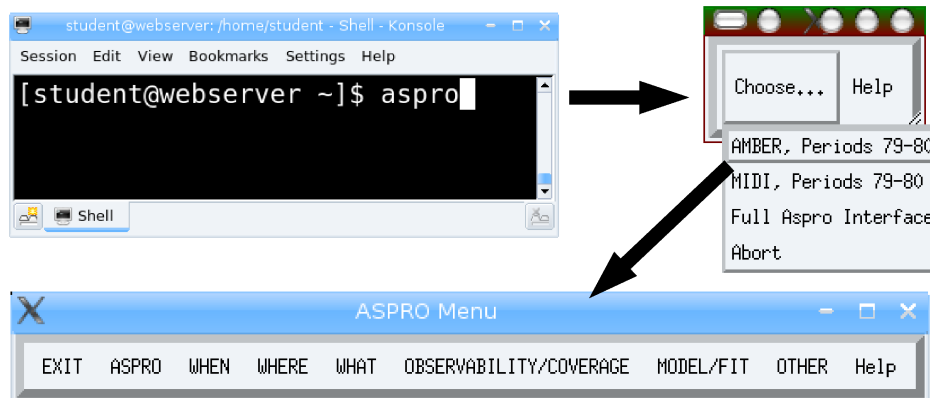 student@webserver: /home/student - Shell - Konsole
Session Edit View Bookmarks Settings Help
[student@webserver ~]$ aspro
Shell
Choose... Help
AMBER, Periods 79-80
MIDI, Periods 79-80
Full Aspro Interface
Abort
ASPRO Menu
EXIT ASPRO WHEN WHERE WHAT OBSERVABILITY/COVERAGE MODEL/FIT OTHER Help